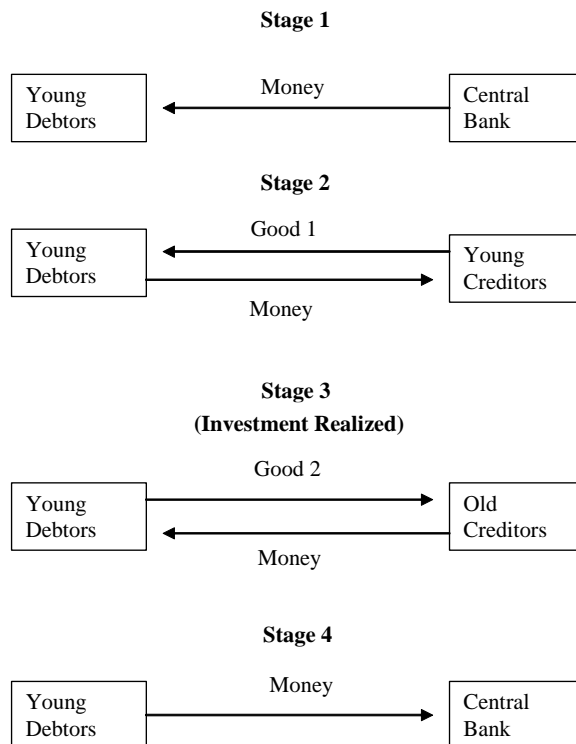 Stage 1
Young
Debtors
Money
Central
Bank
Stage 2
Young
Debtors
Good 1
Money
Young
Creditors
Stage 3
(Investment Realized)
Young
Debtors
Good 2
Money
Old
Creditors
Stage 4
Young
Debtors
Money
Central
Bank